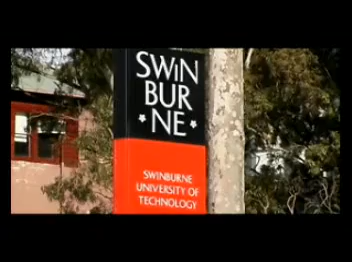 SWiN
BUR
* NE *
SWINBURNE
UNIVERSITY OF
TECHNOLOGY